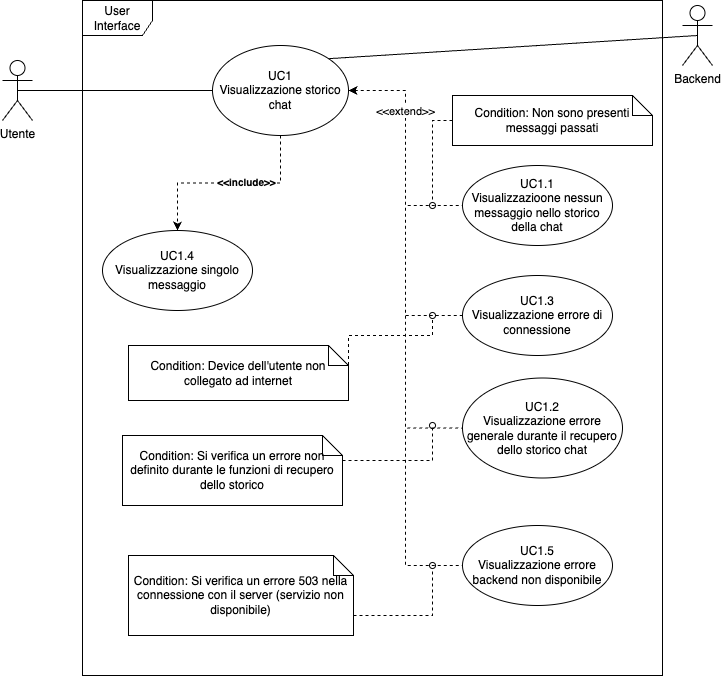 User
Interface
Backend
Utente
UC1
Visualizzazione storico
chat
<<extend>>
Condition: Non sono presenti
messaggi passati
<<include>>
UC1.1
Visualizzazioone nessun
messaggio nello storico
della chat
UC1.4
Visualizzazione singolo
messaggio
UC1.3
Visualizzazione errore di
connessione
Condition: Device dell'utente non
collegato ad internet
UC1.2
Visualizzazione errore
generale durante il recupero
dello storico chat
Condition: Si verifica un errore non
definito durante le funzioni di recupero
dello storico
UC1.5
Visualizzazione errore
backend non disponibile
Condition: Si verifica un errore 503 nella
connessione con il server (servizio non
disponibile)